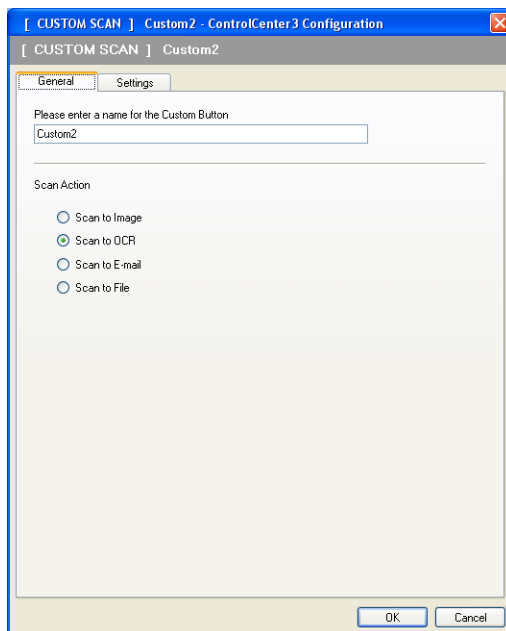 [ CUSTOM SCAN ] Custom2 - ControlCenter3 Configuration
[ CUSTOM SCAN ] Custom2
General Settings
Please enter a name for the Custom Button
Custom2
Scan Action
Scan to Image
Scan to OCR
Scan to E-mail
Scan to File
OK Cancel